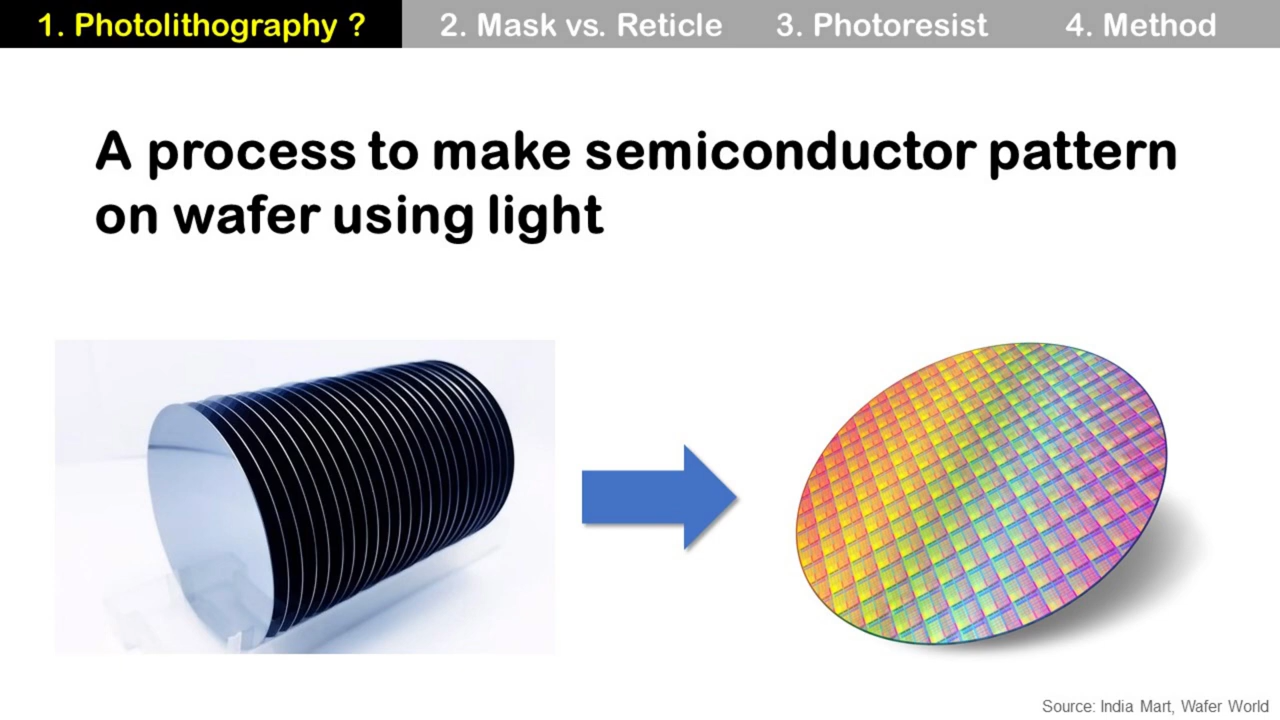 1. Photolithography ?
2. Mask vs. Reticle
3. Photoresist
4. Method
A process to make semiconductor pattern
on wafer using light
Source: India Mart, Wafer World